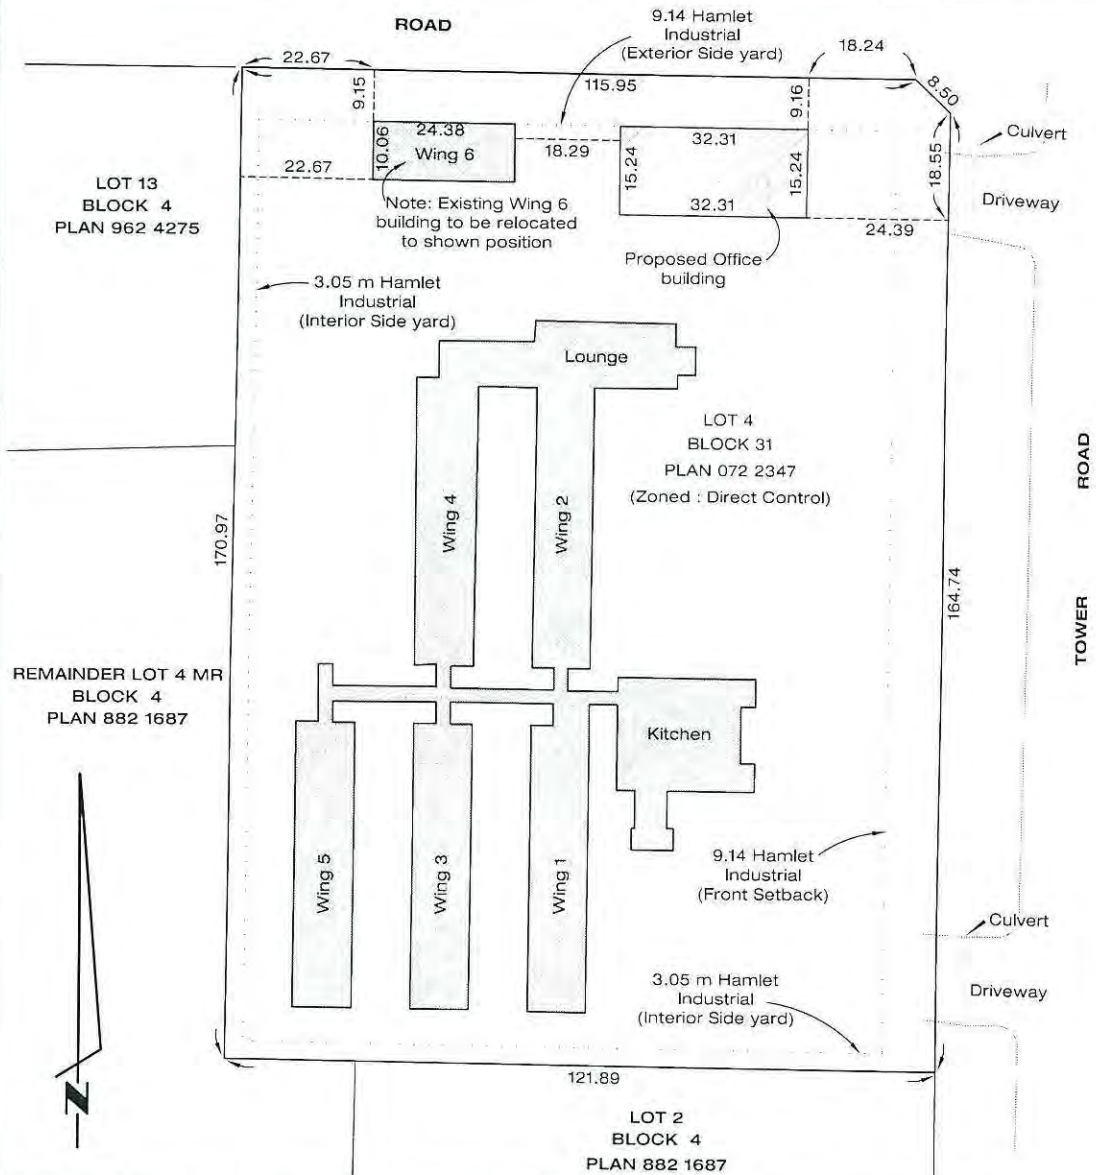 ROAD
9.14 Hamlet
Industrial
(Exterior Side yard)
18.24
22.67
115.95
8.50
9.15
9.16
Culvert
24.38
10.06
Wing 6
18.29
32.31
15.24
15.24
32.31
18.55
22.67
24.39
Driveway
LOT 13
BLOCK 4
PLAN 962 4275
Note: Existing Wing 6
building to be relocated
to shown position
Proposed Office
building
3.05 m Hamlet
Industrial
(Interior Side yard)
Lounge
LOT 4
BLOCK 31
PLAN 072 2347
(Zoned : Direct Control)
Wing 4
Wing 2
170.97
164.74
TOWER ROAD
REMAINDER LOT 4 MR
BLOCK 4
PLAN 882 1687
Kitchen
Wing 5
Wing 3
Wing 1
9.14 Hamlet
Industrial
(Front Setback)
Culvert
3.05 m Hamlet
Industrial
(Interior Side yard)
Driveway
121.89
N
LOT 2
BLOCK 4
PLAN 882 1687